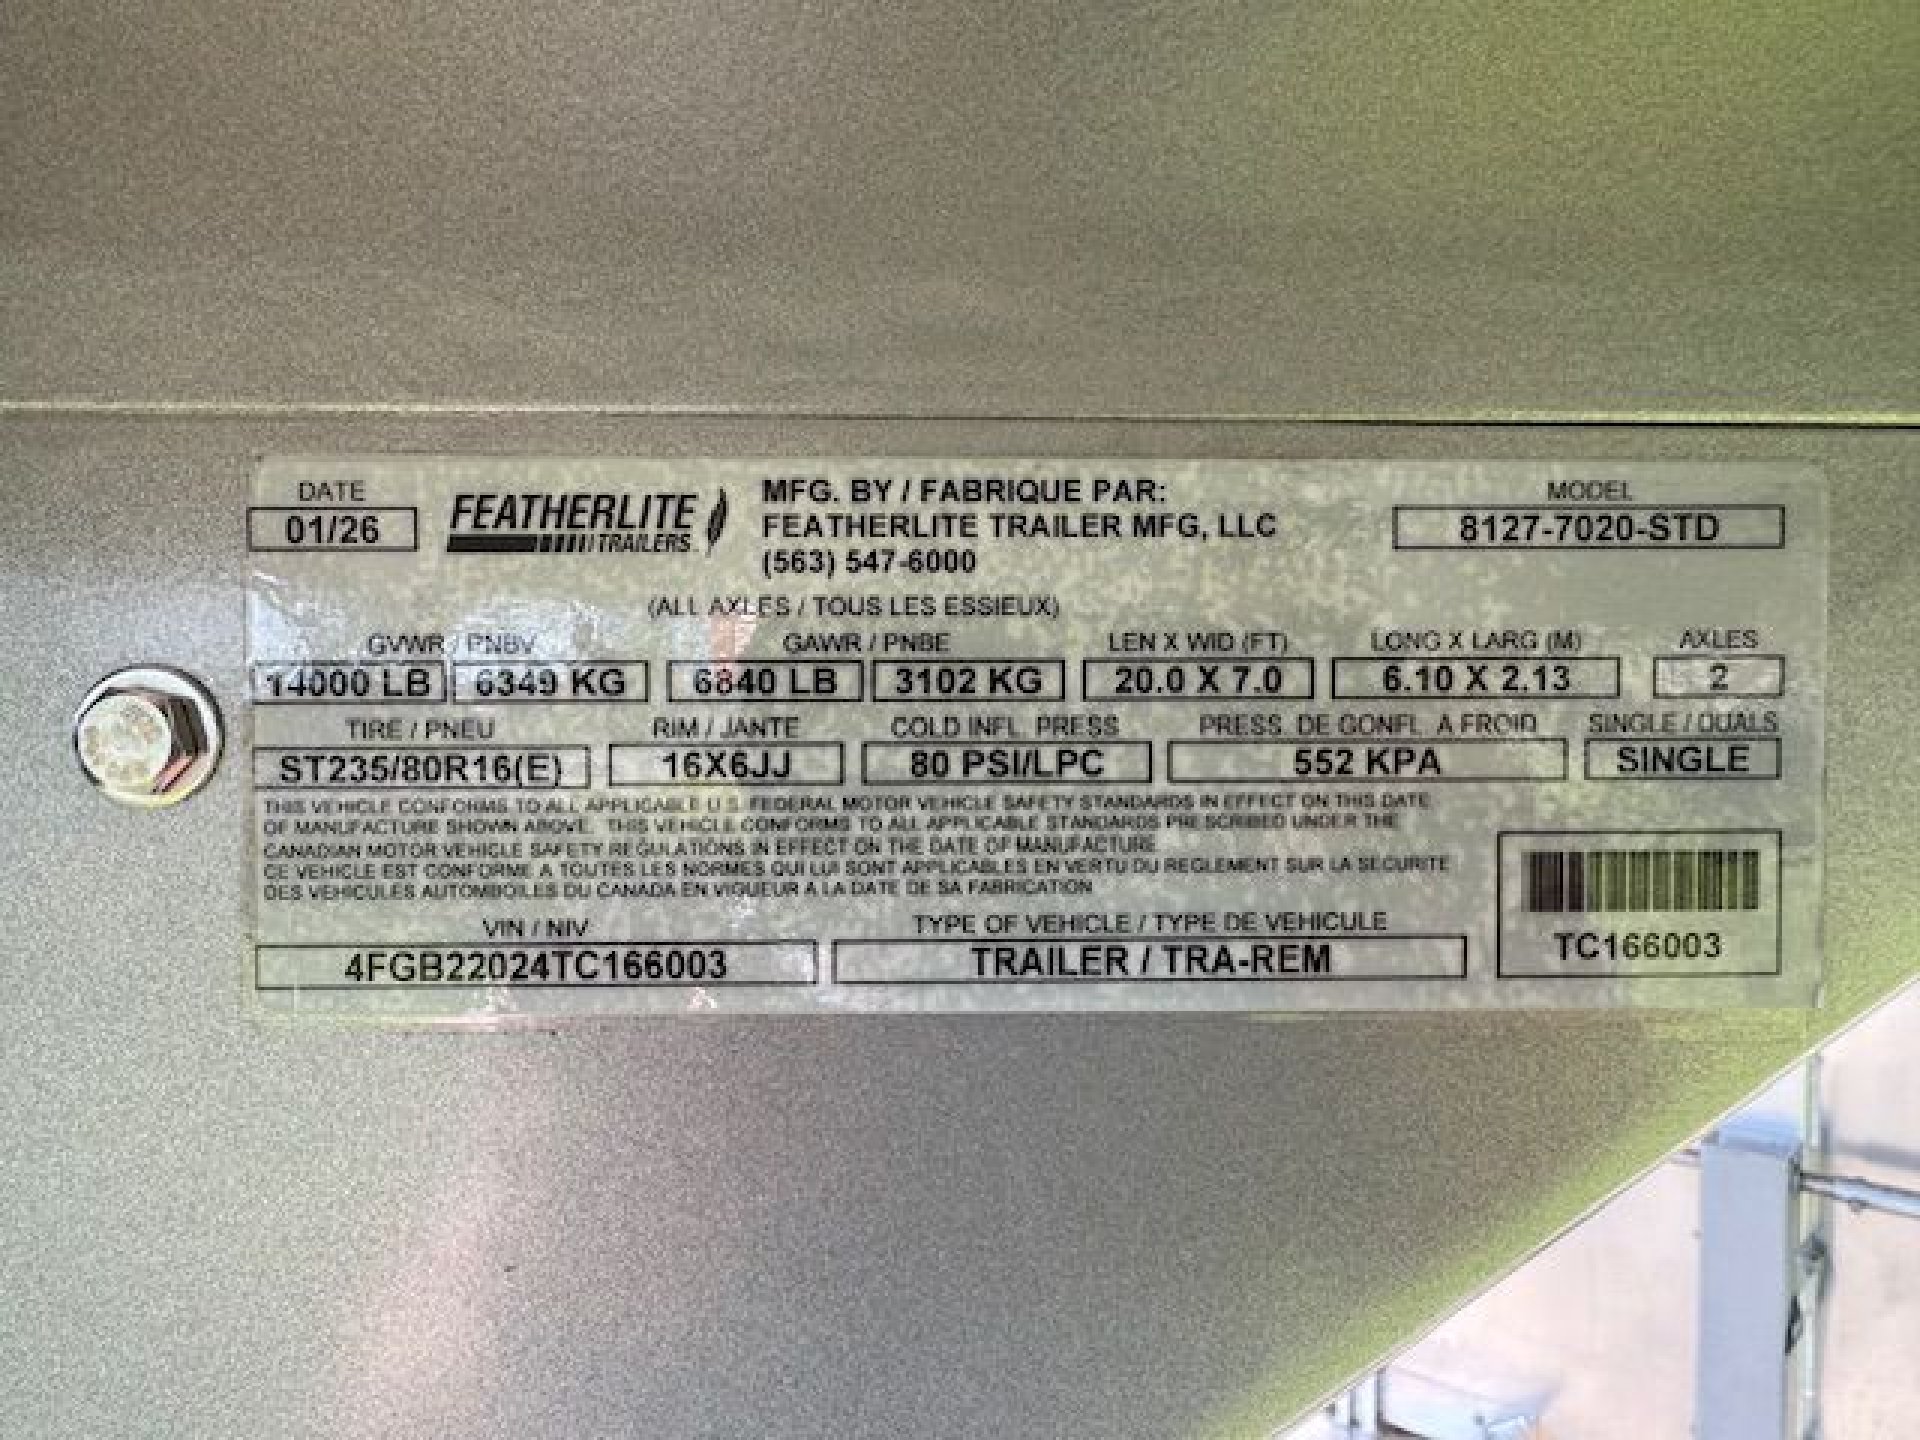 DATE
01/26
FEATHERLITE
TRAILERS
MFG. BY / FABRIQUE PAR:
FEATHERLITE TRAILER MFG, LLC
(563) 547-6000
MODEL
8127-7020-STD
(ALL AXLES / TOUS LES ESSIEUX)
GVWR / PNBV GAWR / PNBE LEN X WID (FT) LONG X LARG (M) AXLES
14000 LB 6349 KG 6840 LB 3102 KG 20.0 X 7.0 6.10 X 2.13 2
TIRE / PNEU RIM / JANTE COLD INFL. PRESS PRESS. DE GONFL. A FROID SINGLE / DUALS
ST235/80R16(E) 16X6JJ 80 PSI/LPC 552 KPA SINGLE
THIS VEHICLE CONFORMS TO ALL APPLICABLE U.S. FEDERAL MOTOR VEHICLE SAFETY STANDARDS IN EFFECT ON THIS DATE
OF MANUFACTURE SHOWN ABOVE. THIS VEHICLE CONFORMS TO ALL APPLICABLE STANDARDS PRESCRIBED UNDER THE
CANADIAN MOTOR VEHICLE SAFETY REGULATIONS IN EFFECT ON THE DATE OF MANUFACTURE.
CE VEHICLE EST CONFORME A TOUTES LES NORMES QUI LUI SONT APPLICABLES EN VERTU DU REGLEMENT SUR LA SECURITE
DES VEHICULES AUTOMBOILES DU CANADA EN VIGUEUR A LA DATE DE SA FABRICATION
VIN / NIV TYPE OF VEHICLE / TYPE DE VEHICULE
4FGB22024TC166003 TRAILER / TRA-REM
TC166003